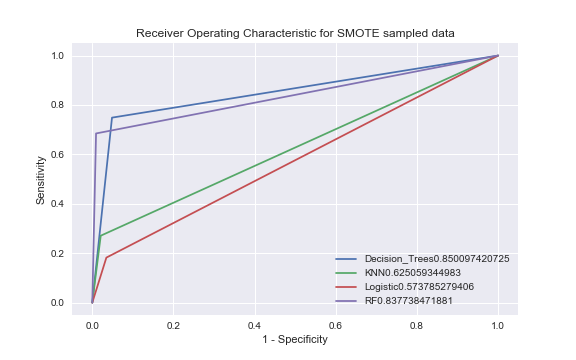 Receiver Operating Characteristic for SMOTE sampled data
1.0
0.8
0.6
0.4
0.2
0.0
Sensitivity
Decision_Trees0.850097420725
KNN0.625059344983
Logistic0.573785279406
RF0.837738471881
0.0 0.2 0.4 0.6 0.8 1.0
1 - Specificity